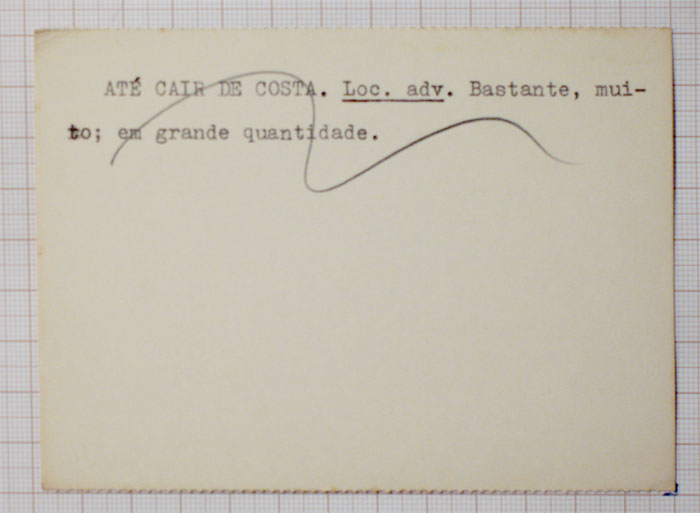 ATÉ CAIR DE COSTA. Loc. adv. Bastante, mui-
to; em grande quantidade.